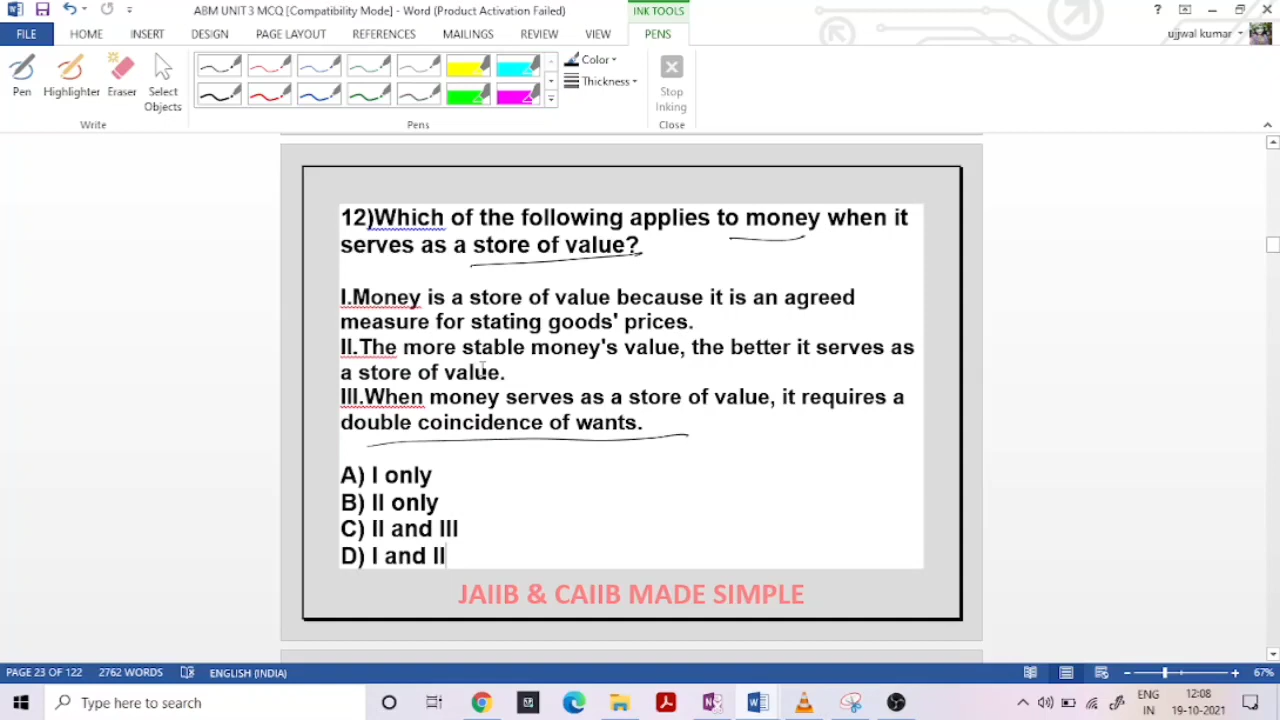 ABM UNIT 3 MCQ [Compatibility Mode] - Word (Product Activation Failed)
INK TOOLS
?
FILE
HOME
INSERT
DESIGN
PAGE LAYOUT
REFERENCES
MAILINGS
REVIEW
VIEW
PENS
ujjwal kumar
Pen
Highlighter
Eraser
Select
Objects
Color
Thickness
Stop
Inking
Write
Pens
Close
12)Which of the following applies to money when it
serves as a store of value?
I.Money is a store of value because it is an agreed
measure for stating goods' prices.
II.The more stable money's value, the better it serves as
a store of value.
III.When money serves as a store of value, it requires a
double coincidence of wants.
A) I only
B) II only
C) II and III
D) I and II
JAIIB & CAIIB MADE SIMPLE
PAGE 23 OF 122
2762 WORDS
ENGLISH (INDIA)
67%
Type here to search
ENG
IN
12:08
19-10-2021